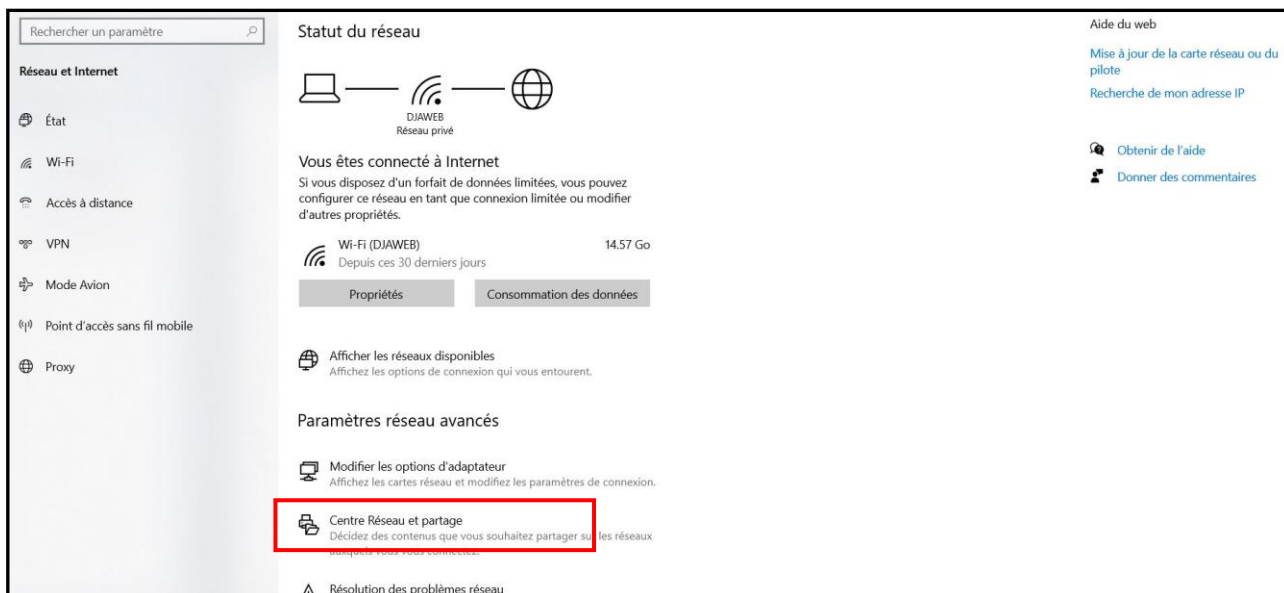 Rechercher un paramètre
Réseau et Internet
État
Wi-Fi
Accès à distance
VPN
Mode Avion
Point d'accès sans fil mobile
Proxy
Statut du réseau
DJAWEB
Réseau privé
Vous êtes connecté à Internet
Si vous disposez d'un forfait de données limitées, vous pouvez
configurer ce réseau en tant que connexion limitée ou modifier
d'autres propriétés.
Wi-Fi (DJAWEB) 14.57 Go
Depuis ces 30 derniers jours
Propriétés Consommation des données
Afficher les réseaux disponibles
Affichez les options de connexion qui vous entourent.
Paramètres réseau avancés
Modifier les options d'adaptateur
Affichez les cartes réseau et modifiez les paramètres de connexion.
Centre Réseau et partage
Décidez des contenus que vous souhaitez partager sur les réseaux
auxquels vous vous connectez.
Résolution des problèmes réseau
Aide du web
Mise à jour de la carte réseau ou du
pilote
Recherche de mon adresse IP
Obtenir de l'aide
Donner des commentaires